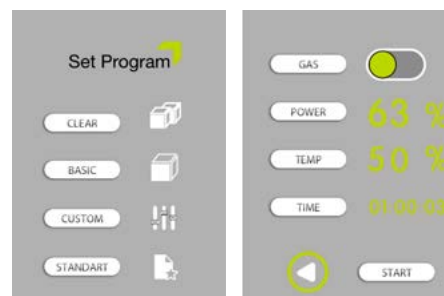 Set Program
CLEAR
BASIC
CUSTOM
STANDART
GAS
POWER 63 %
TEMP 50 %
TIME 01:00:03
START